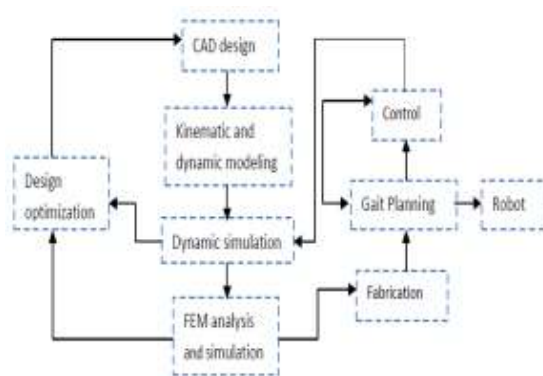 CAD design
Kinematic and
dynamic modeling
Design
optimization
Dynamic simulation
FEM analysis
and simulation
Control
Gait Planning
Robot
Fabrication